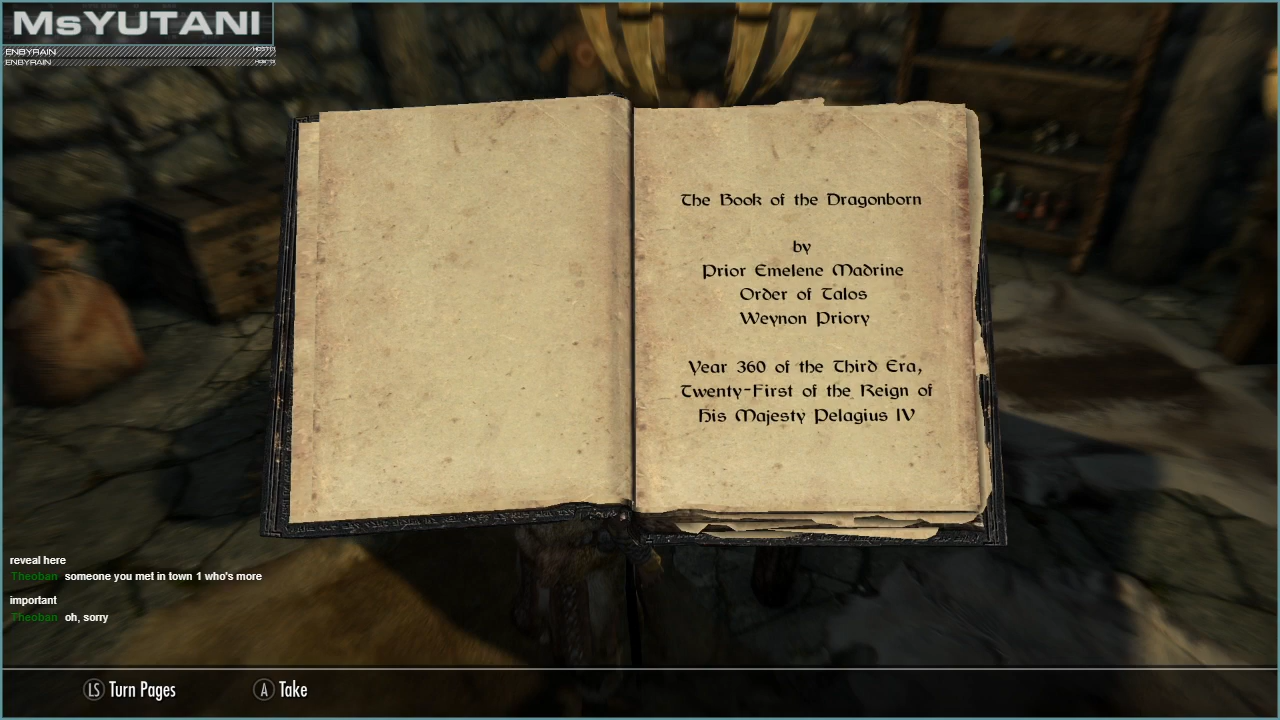 MsYUTANI
ENBYRAIN
ENBYRAIN
The Book of the Dragonborn
by
Prior Emelene Madrine
Order of Talos
Weynon Priory
Year 360 of the Third Era,
Twenty-First of the Reign of
His Majesty Pelagius IV
reveal here
Theoban someone you met in town 1 who's more
important
Theoban oh, sorry
LS Turn Pages
A Take